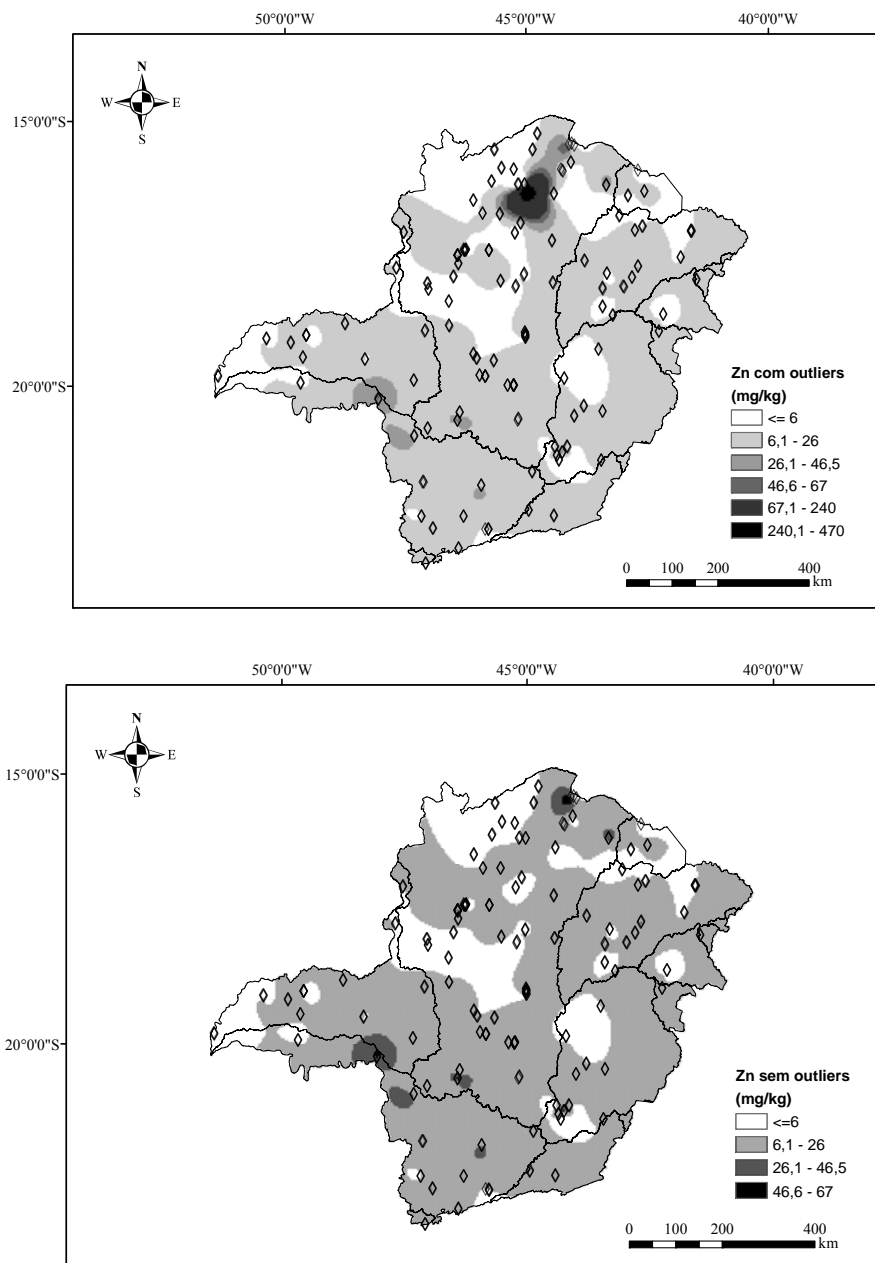 50°0'0"W 45°0'0"W 40°0'0"W
N
W E
S
15°0'0"S
20°0'0"S
Zn com outliers
(mg/kg)
<= 6
6,1 - 26
26,1 - 46,5
46,6 - 67
67,1 - 240
240,1 - 470
0 100 200 400
km
50°0'0"W 45°0'0"W 40°0'0"W
15°0'0"S
N
W E
S
20°0'0"S
Zn sem outliers
(mg/kg)
<=6
6,1 - 26
26,1 - 46,5
46,6 - 67
0 100 200 400
km